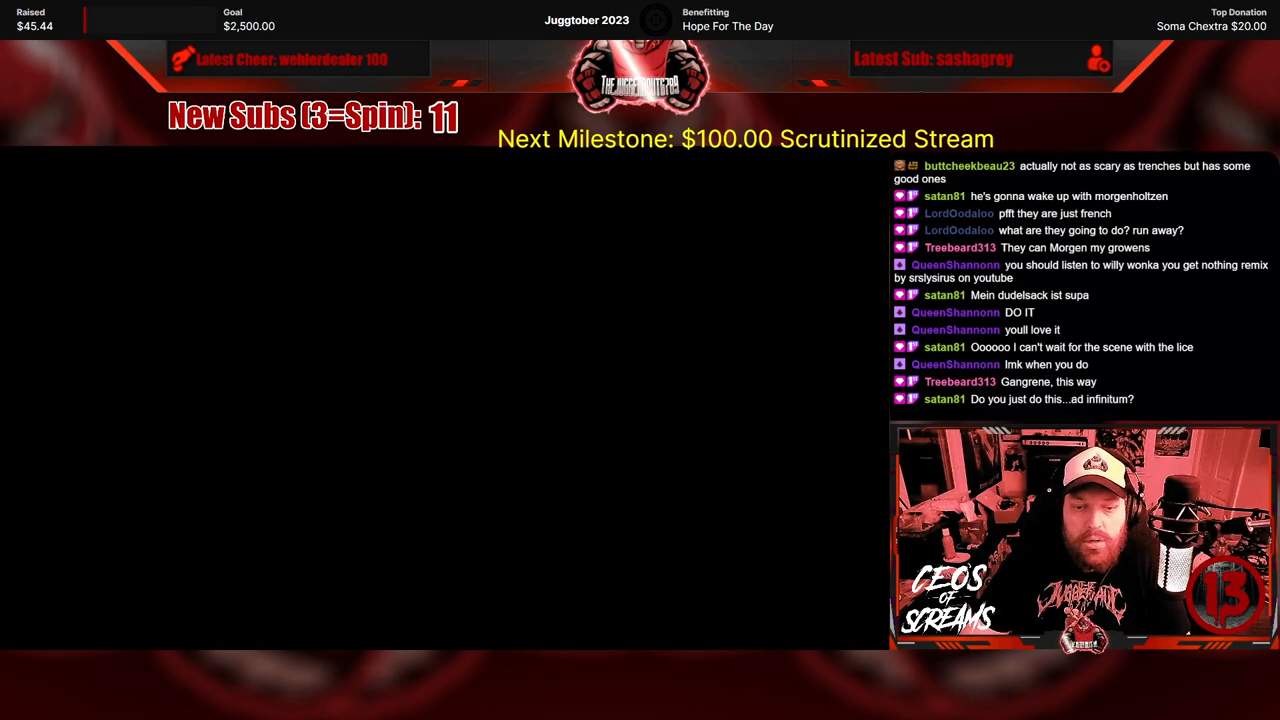 Raised
$45.44
Goal
$2,500.00
Juggtober 2023
Benefitting
Hope For The Day
Top Donation
Soma Chextra $20.00
Latest Cheer: wehlerdealer 100
THEJUGGERNAUT6789
Latest Sub: sashagrey
New Subs (3=Spin): 11
Next Milestone: $100.00 Scrutinized Stream
buttcheekbeau23 actually not as scary as trenches but has some
good ones
satan81 he's gonna wake up with morgenholtzen
LordOodaloo pfft they are just french
LordOodaloo what are they going to do? run away?
Treebeard313 They can Morgen my growens
QueenShannonn you should listen to willy wonka you get nothing remix
by srslysirus on youtube
satan81 Mein dudelsack ist supa
QueenShannonn DO IT
QueenShannonn youll love it
satan81 Oooooo I can't wait for the scene with the lice
QueenShannonn lmk when you do
Treebeard313 Gangrene, this way
satan81 Do you just do this...ad infinitum?
CEOS
OF
SCREAMS
13